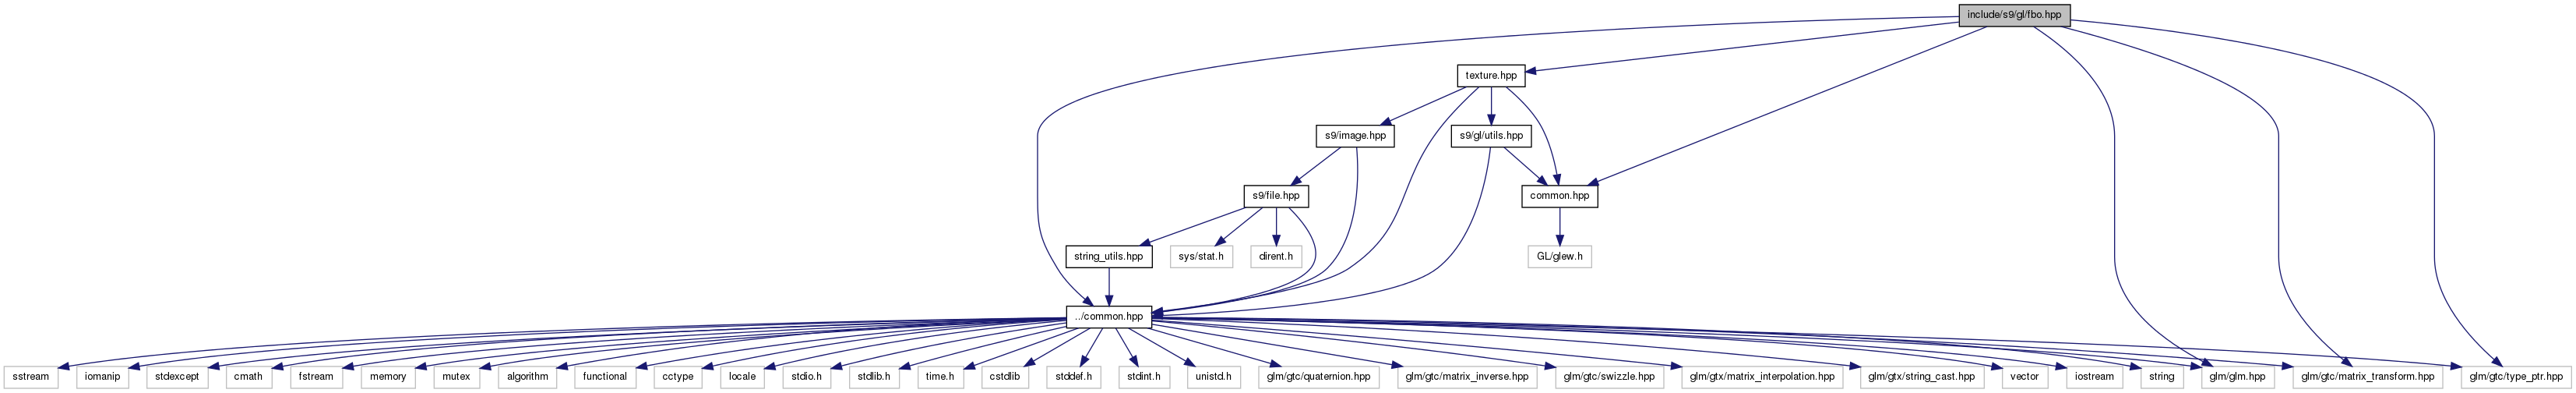 include/s9/gl/fbo.hpp
texture.hpp
s9/image.hpp
s9/gl/utils.hpp
s9/file.hpp
common.hpp
string_utils.hpp
sys/stat.h
dirent.h
GL/glew.h
../common.hpp
sstream
iomanip
stdexcept
cmath
fstream
memory
mutex
algorithm
functional
cctype
locale
stdio.h
stdlib.h
time.h
cstdlib
stddef.h
stdint.h
unistd.h
glm/gtc/quaternion.hpp
glm/gtc/matrix_inverse.hpp
glm/gtc/swizzle.hpp
glm/gtx/matrix_interpolation.hpp
glm/gtx/string_cast.hpp
vector
iostream
string
glm/glm.hpp
glm/gtc/matrix_transform.hpp
glm/gtc/type_ptr.hpp